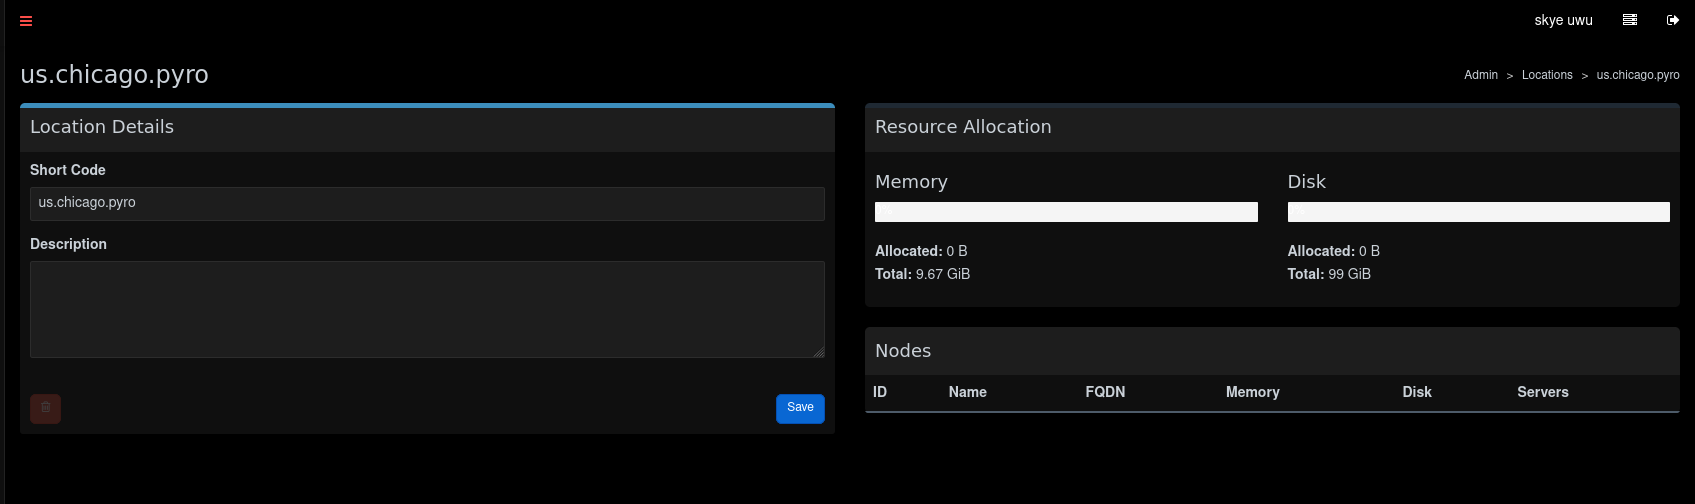 skye uwu
us.chicago.pyro
Admin > Locations > us.chicago.pyro
Location Details
Short Code
us.chicago.pyro
Description
Save
Resource Allocation
Memory
Allocated: 0 B
Total: 9.67 GiB
Disk
Allocated: 0 B
Total: 99 GiB
Nodes
ID Name FQDN Memory Disk Servers